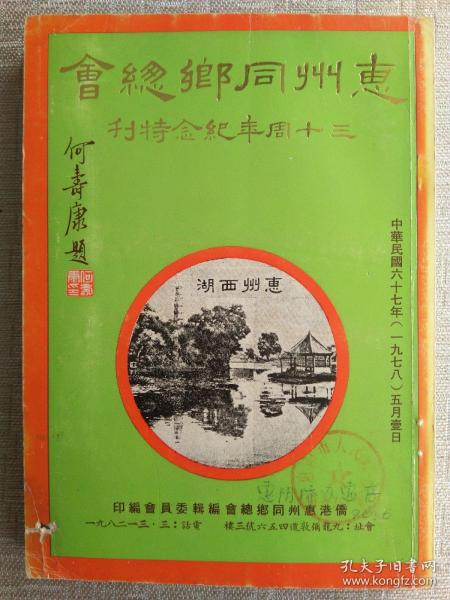 惠州同鄉總會
三十周年紀念特刊
何壽康題
中華民國六十七年（一九七八）五月壹日
惠州西湖
僑港惠州同鄉總會編輯委員會編印
會址：九龍彌敦道四五六號三樓 電話：三·三一二八九一
孔夫子旧书网